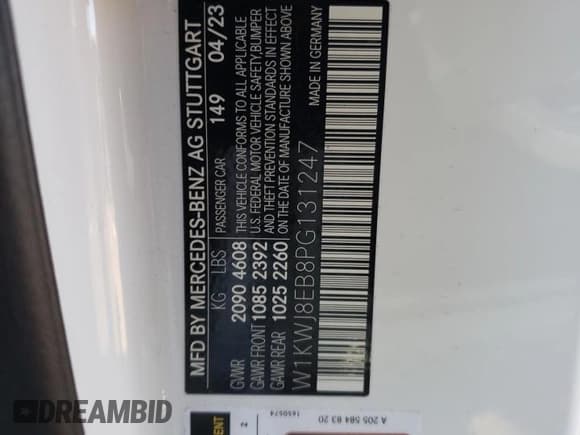 MFD BY MERCEDES-BENZ AG STUTTGART
KG LBS PASSENGER CAR 149 04/23
GVWR 2090 4608 THIS VEHICLE CONFORMS TO ALL APPLICABLE
GAWR FRONT 1085 2392 U.S. FEDERAL MOTOR VEHICLE SAFETY, BUMPER
GAWR REAR 1025 2260 AND THEFT PREVENTION STANDARDS IN EFFECT
ON THE DATE OF MANUFACTURE SHOWN ABOVE
MADE IN GERMANY
W1KWJ8EB8PG131247
2
1650574
A 205 584 83 20
DREAMBID